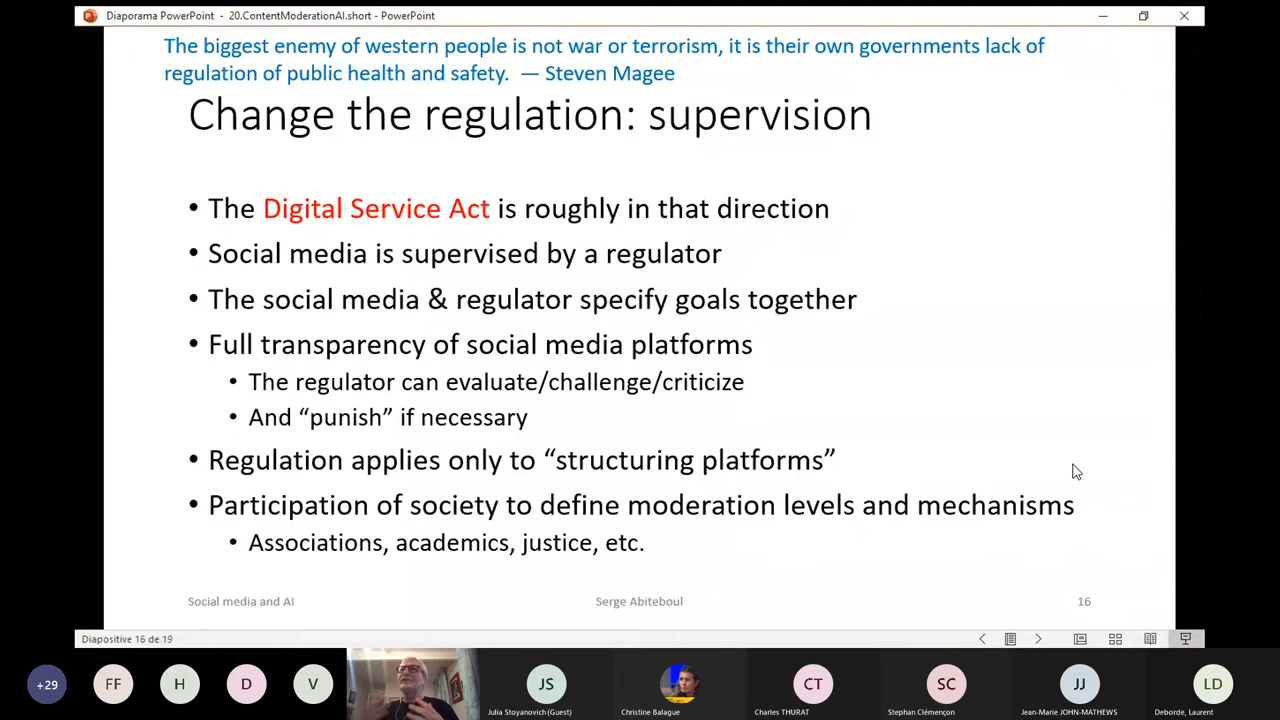 Diaporama PowerPoint - 20.ContentModerationAI.short - PowerPoint
The biggest enemy of western people is not war or terrorism, it is their own governments lack of
regulation of public health and safety. — Steven Magee
Change the regulation: supervision
• The Digital Service Act is roughly in that direction
• Social media is supervised by a regulator
• The social media & regulator specify goals together
• Full transparency of social media platforms
• The regulator can evaluate/challenge/criticize
• And “punish” if necessary
• Regulation applies only to “structuring platforms”
• Participation of society to define moderation levels and mechanisms
• Associations, academics, justice, etc.
Social media and AI Serge Abiteboul 16
Diapositive 16 de 19
+29 FF H D V JS CT SC JJ LD
Julia Stoyanovich (Guest) Christine Balague Charles THURAT Stephan Clémençon Jean-Marie JOHN-MATHEWS Deborde, Laurent